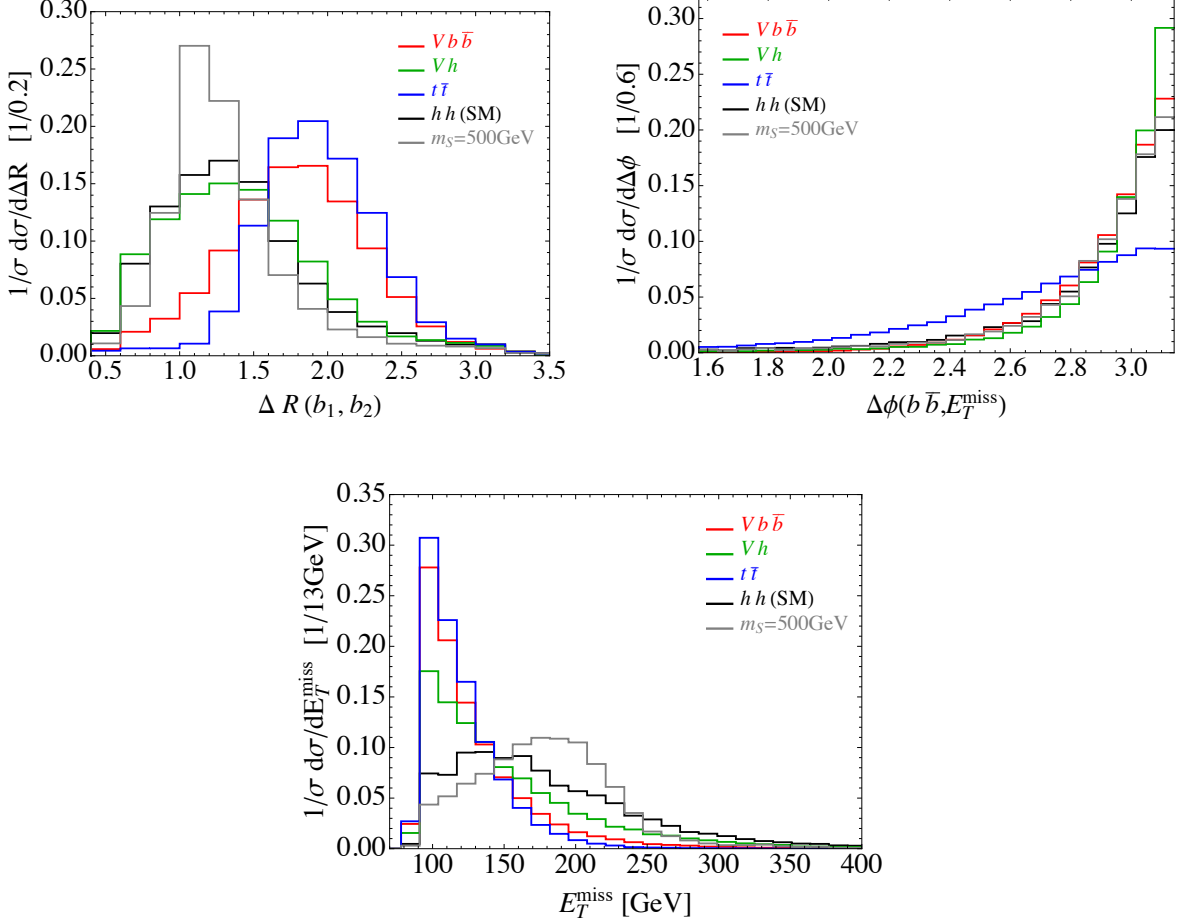 1/σ dσ/dΔR [1/0.2]
0.30
0.25
0.20
0.15
0.10
0.05
0.00
V b b̅
V h
t t̅
h h (SM)
m_S=500GeV
0.5 1.0 1.5 2.0 2.5 3.0 3.5
Δ R (b₁, b₂)
1/σ dσ/dΔϕ [1/0.6]
0.30
0.25
0.20
0.15
0.10
0.05
0.00
V b b̅
V h
t t̅
h h (SM)
m_S=500GeV
1.6 1.8 2.0 2.2 2.4 2.6 2.8 3.0
Δϕ(b b̅,E_T^miss)
1/σ dσ/dE_T^miss [1/13GeV]
0.35
0.30
0.25
0.20
0.15
0.10
0.05
0.00
V b b̅
V h
t t̅
h h (SM)
m_S=500GeV
100 150 200 250 300 350 400
E_T^miss [GeV]